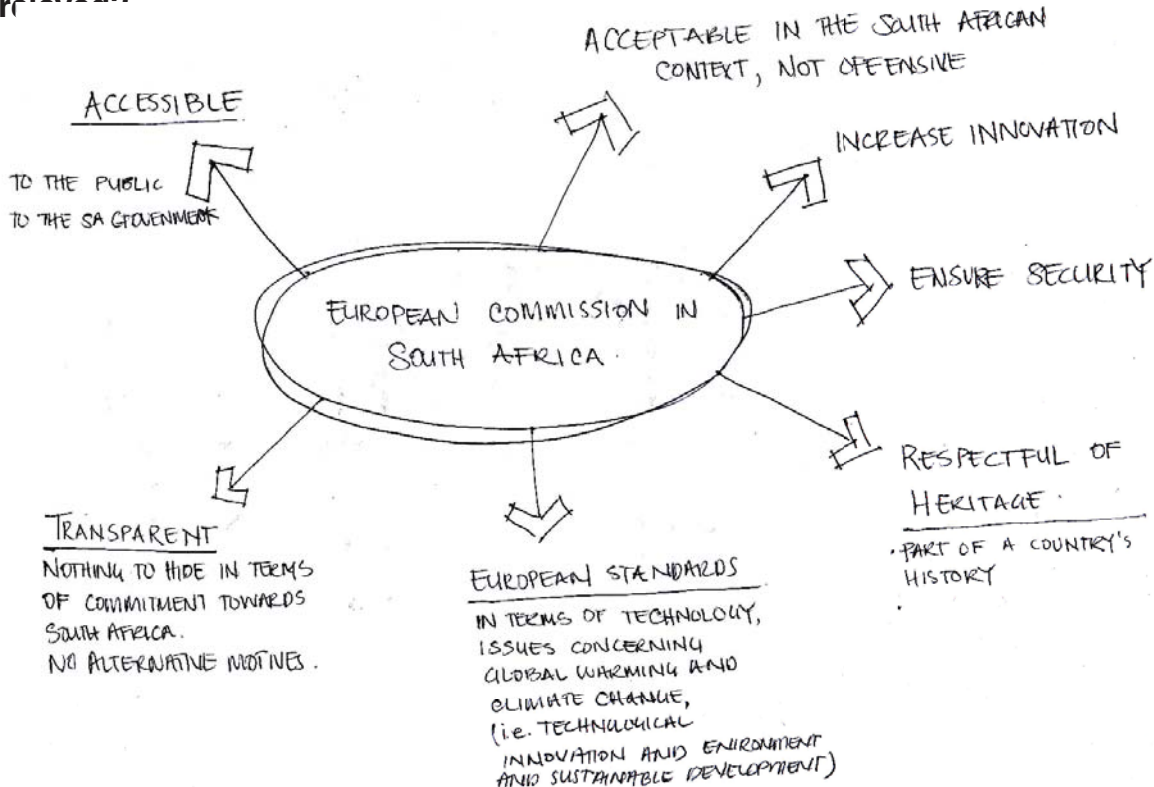 ACCEPTABLE IN THE SOUTH AFRICAN
CONTEXT, NOT OFFENSIVE
ACCESSIBLE
TO THE PUBLIC
TO THE SA GOVENMENT
INCREASE INNOVATION
ENSURE SECURITY
EUROPEAN COMMISSION IN
SOUTH AFRICA.
RESPECTFUL OF
HERITAGE.
• PART OF A COUNTRY'S
HISTORY
TRANSPARENT
NOTHING TO HIDE IN TERMS
OF COMMITMENT TOWARDS
SOUTH AFRICA.
NO ALTERNATIVE MOTIVES.
EUROPEAN STANDARDS
IN TERMS OF TECHNOLOGY,
ISSUES CONCERNING
GLOBAL WARMING AND
CLIMATE CHANGE,
(i.e. TECHNOLOGICAL
INNOVATION AND ENIRONMENT
AND SUSTAINABLE DEVELOPMENT)